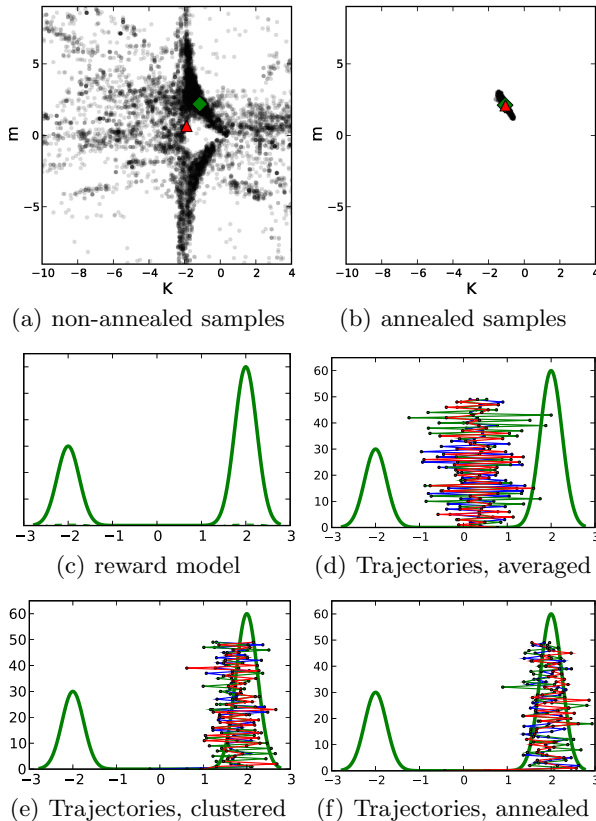 5
0
−5
m
−10 −8 −6 −4 −2 0 2 4
K
(a) non-annealed samples
5
0
−5
m
−10 −8 −6 −4 −2 0 2 4
K
(b) annealed samples
−3 −2 −1 0 1 2 3
(c) reward model
60
50
40
30
20
10
0
−3 −2 −1 0 1 2 3
(d) Trajectories, averaged
60
50
40
30
20
10
0
−3 −2 −1 0 1 2 3
(e) Trajectories, clustered
60
50
40
30
20
10
0
−3 −2 −1 0 1 2 3
(f) Trajectories, annealed